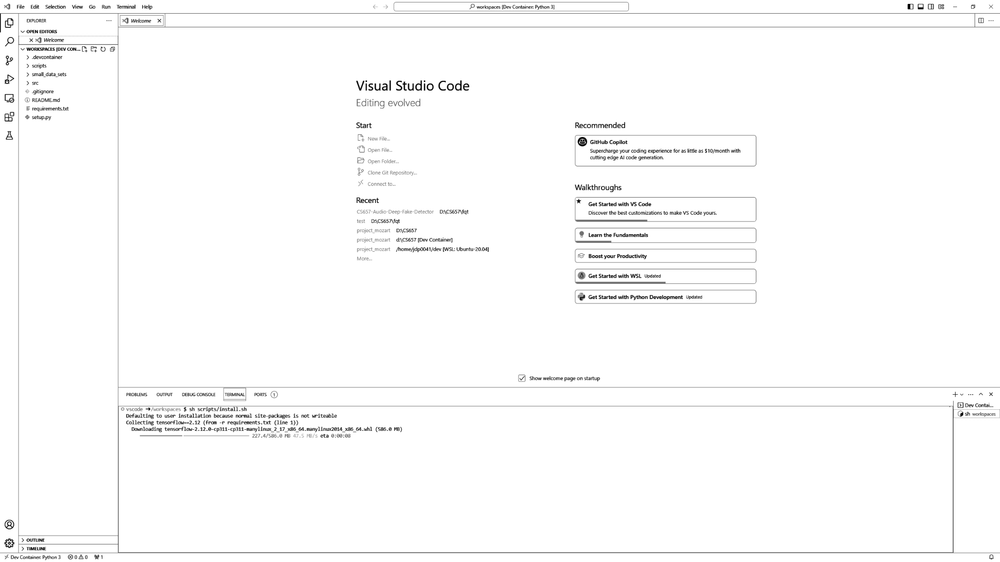 File Edit Selection View Go Run Terminal Help
workspaces [Dev Container: Python 3]
EXPLORER
OPEN EDITORS
Welcome
WORKSPACES [DEV CON...
.devcontainer
scripts
small_data_sets
src
.gitignore
README.md
requirements.txt
setup.py
OUTLINE
TIMELINE
Welcome
Visual Studio Code
Editing evolved
Start
New File...
Open File...
Open Folder...
Clone Git Repository...
Connect to...
Recent
CS657-Audio-Deep-Fake-Detector D:\CS657\fqt
test D:\CS657\fqt
project_mozart D:\CS657
project_mozart d:\CS657 [Dev Container]
project_mozart /home/jdp0041/dev [WSL: Ubuntu-20.04]
More...
Recommended
GitHub Copilot
Supercharge your coding experience for as little as $10/month with
cutting edge AI code generation.
Walkthroughs
Get Started with VS Code
Discover the best customizations to make VS Code yours.
Learn the Fundamentals
Boost your Productivity
Get Started with WSL Updated
Get Started with Python Development Updated
Show welcome page on startup
PROBLEMS OUTPUT DEBUG CONSOLE TERMINAL PORTS 1
vscode ➜/workspaces $ sh scripts/install.sh
Defaulting to user installation because normal site-packages is not writeable
Collecting tensorflow==2.12 (from -r requirements.txt (line 1))
Downloading tensorflow-2.12.0-cp311-cp311-manylinux_2_17_x86_64.manylinux2014_x86_64.whl (586.0 MB)
227.4/586.0 MB 47.5 MB/s eta 0:00:08
Dev Contai...
sh workspaces
Dev Container: Python 3 0 0 1